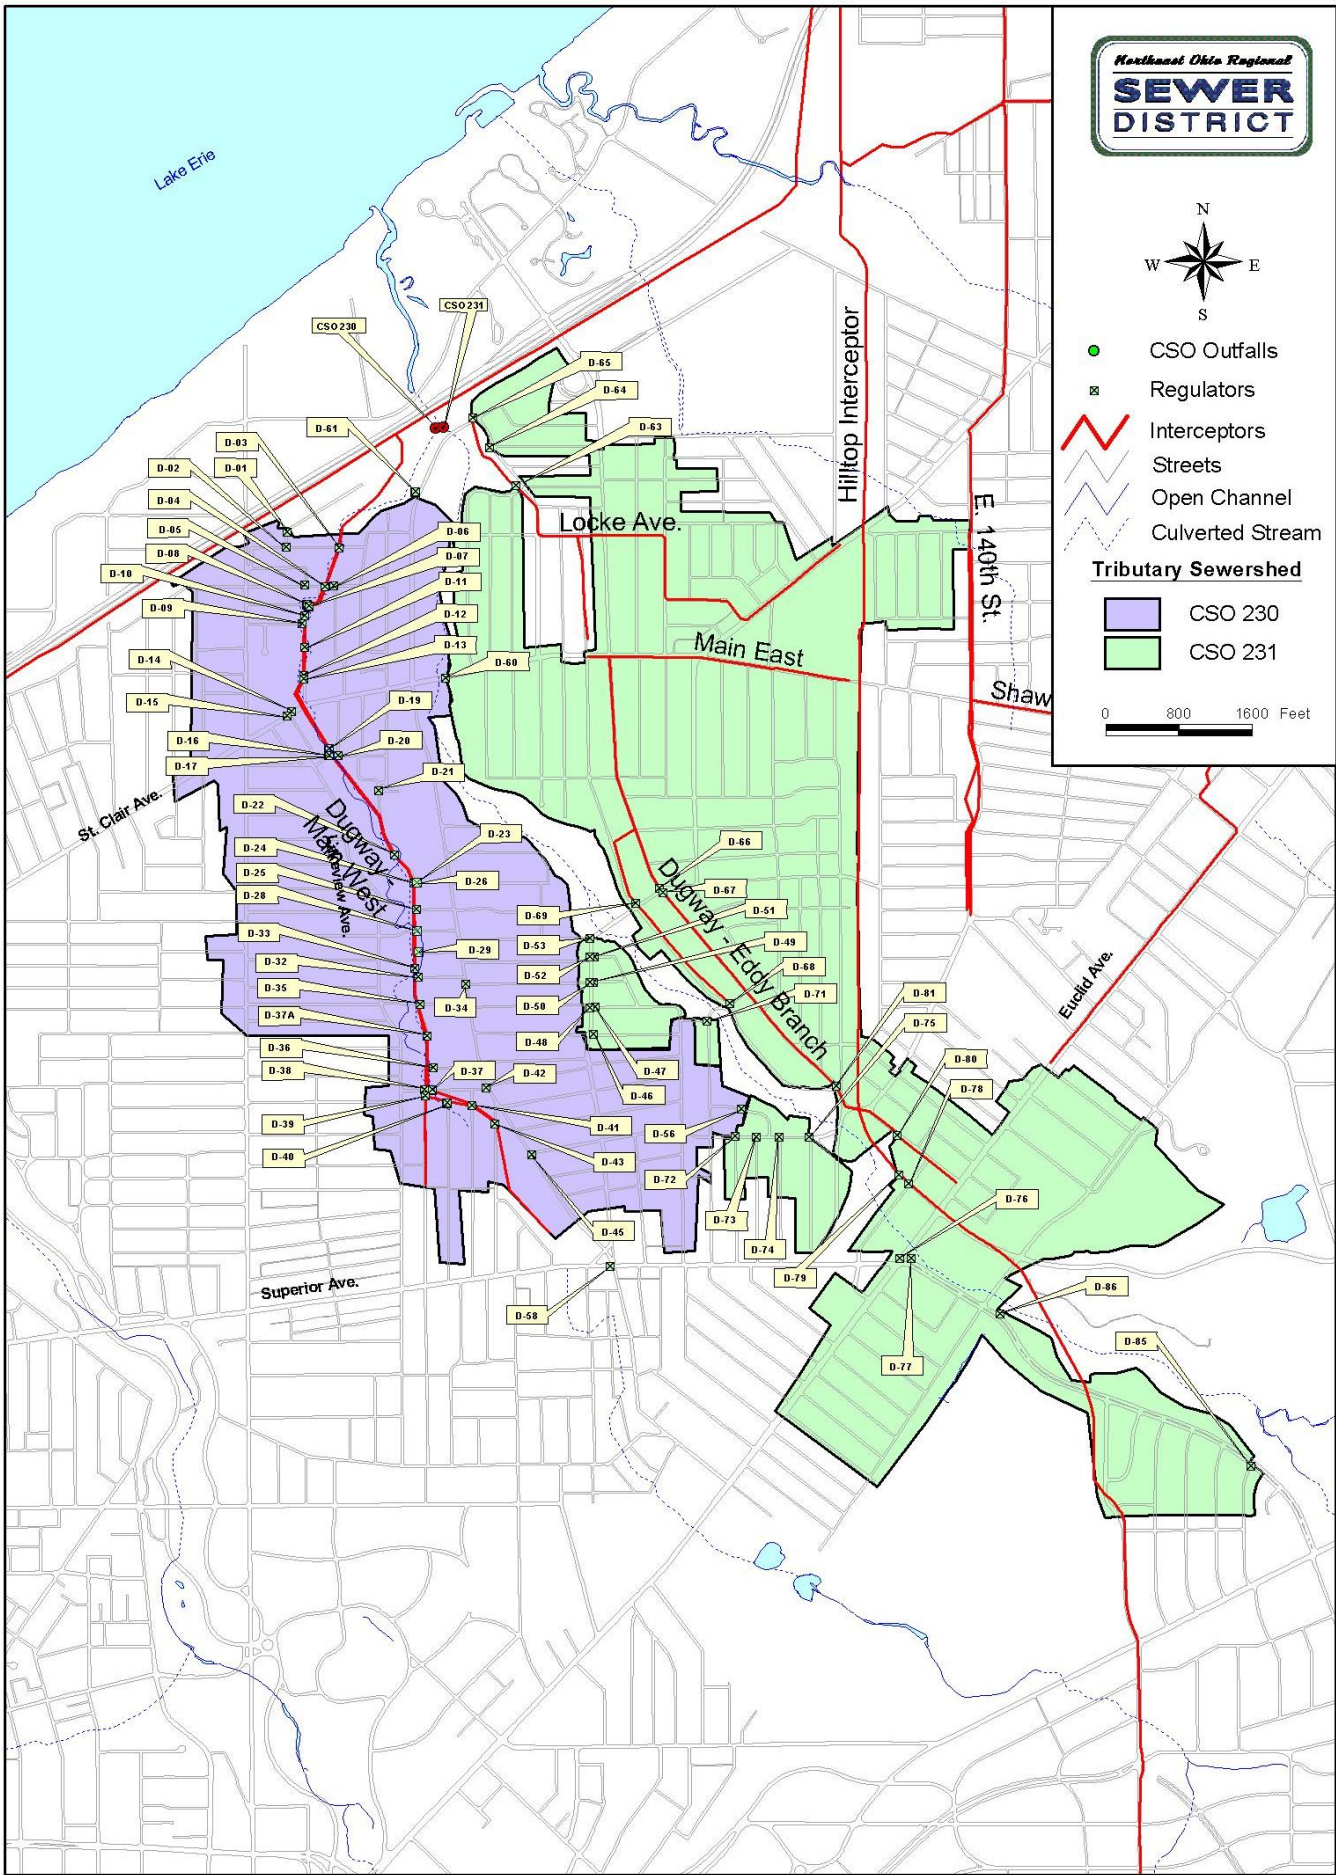 Northeast Ohio Regional
SEWER
DISTRICT
N
W
E
S
CSO Outfalls
Regulators
Interceptors
Streets
Open Channel
Culverted Stream
Tributary Sewershed
CSO 230
CSO 231
0 800 1600 Feet
Lake Erie
CSO 230
CSO 231
D-65
D-64
D-63
D-61
D-03
D-02
D-01
D-04
D-05
D-08
D-10
D-09
D-06
D-07
D-11
D-12
D-13
D-60
D-14
D-15
D-16
D-17
D-19
D-20
D-21
D-22
D-23
D-24
D-25
D-26
D-28
D-33
D-29
D-32
D-35
D-34
D-37A
D-36
D-38
D-37
D-42
D-39
D-40
D-41
D-43
D-45
D-58
D-66
D-67
D-51
D-69
D-53
D-49
D-52
D-50
D-68
D-71
D-48
D-47
D-46
D-56
D-72
D-73
D-74
D-81
D-75
D-80
D-78
D-76
D-79
D-77
D-86
D-85
Locke Ave.
Hilltop Interceptor
E. 140th St.
Main East
Shaw
St. Clair Ave.
Dugway -
Main West
Dugway - Eddy Branch
Euclid Ave.
Superior Ave.